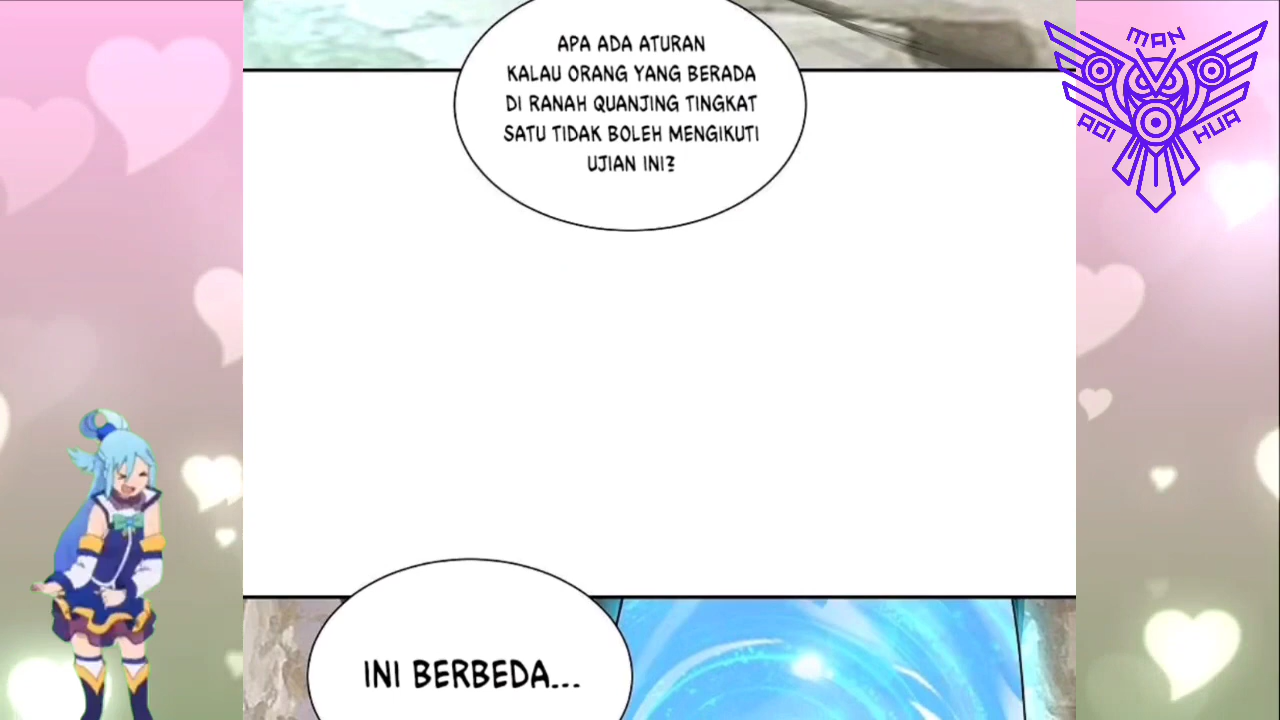 APA ADA ATURAN
KALAU ORANG YANG BERADA
DI RANAH QUANJING TINGKAT
SATU TIDAK BOLEH MENGIKUTI
UJIAN INI?
MAN
AOI HUA
INI BERBEDA...